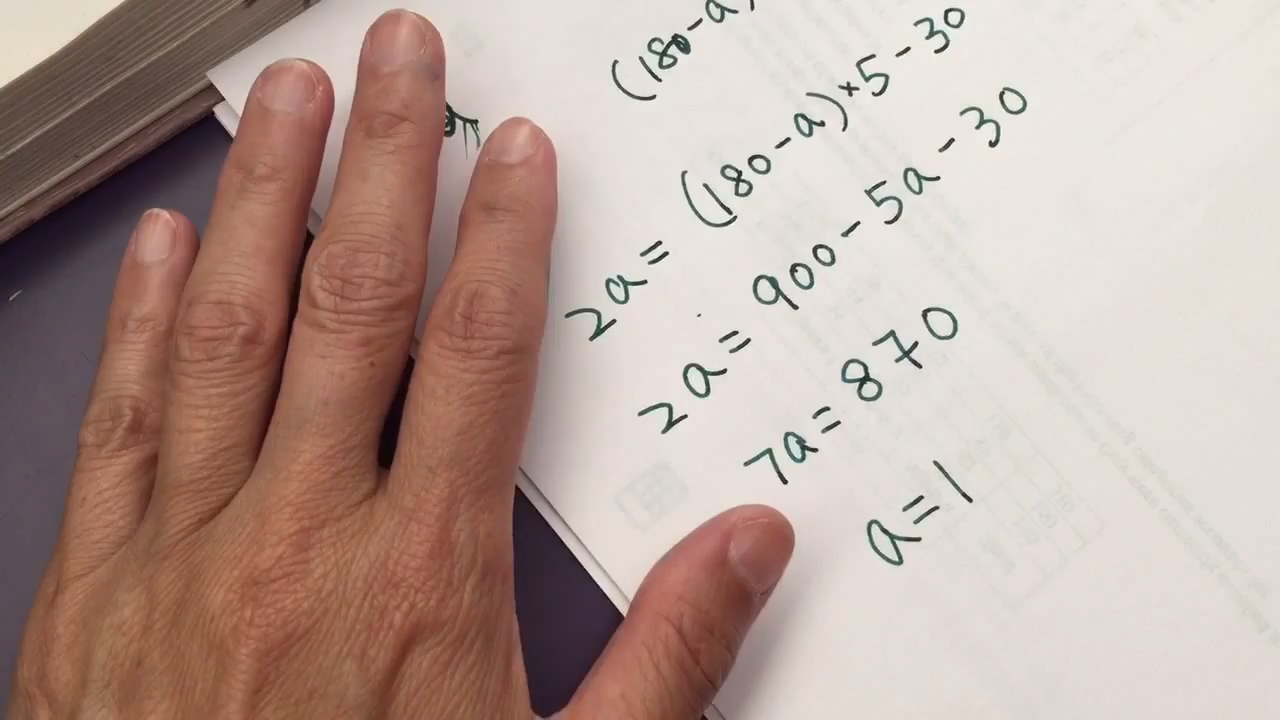 (180-a)
2a = (180-a)×5-30
2a = 900-5a-30
7a = 870
a = 1